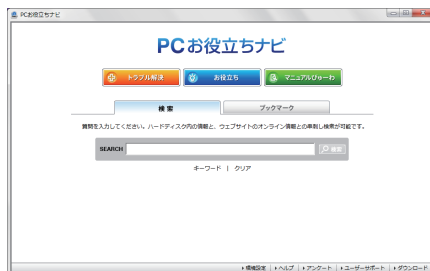 PCお役立ちナビ
PCお役立ちナビ
トラブル解決 お役立ち マニュアルびゅーわ
検索 ブックマーク
質問を入力してください。ハードディスク内の情報と、ウェブサイトのオンライン情報との串刺し検索が可能です。
SEARCH 検索
キーワード | クリア
環境設定 ヘルプ アンケート ユーザーサポート ダウンロード